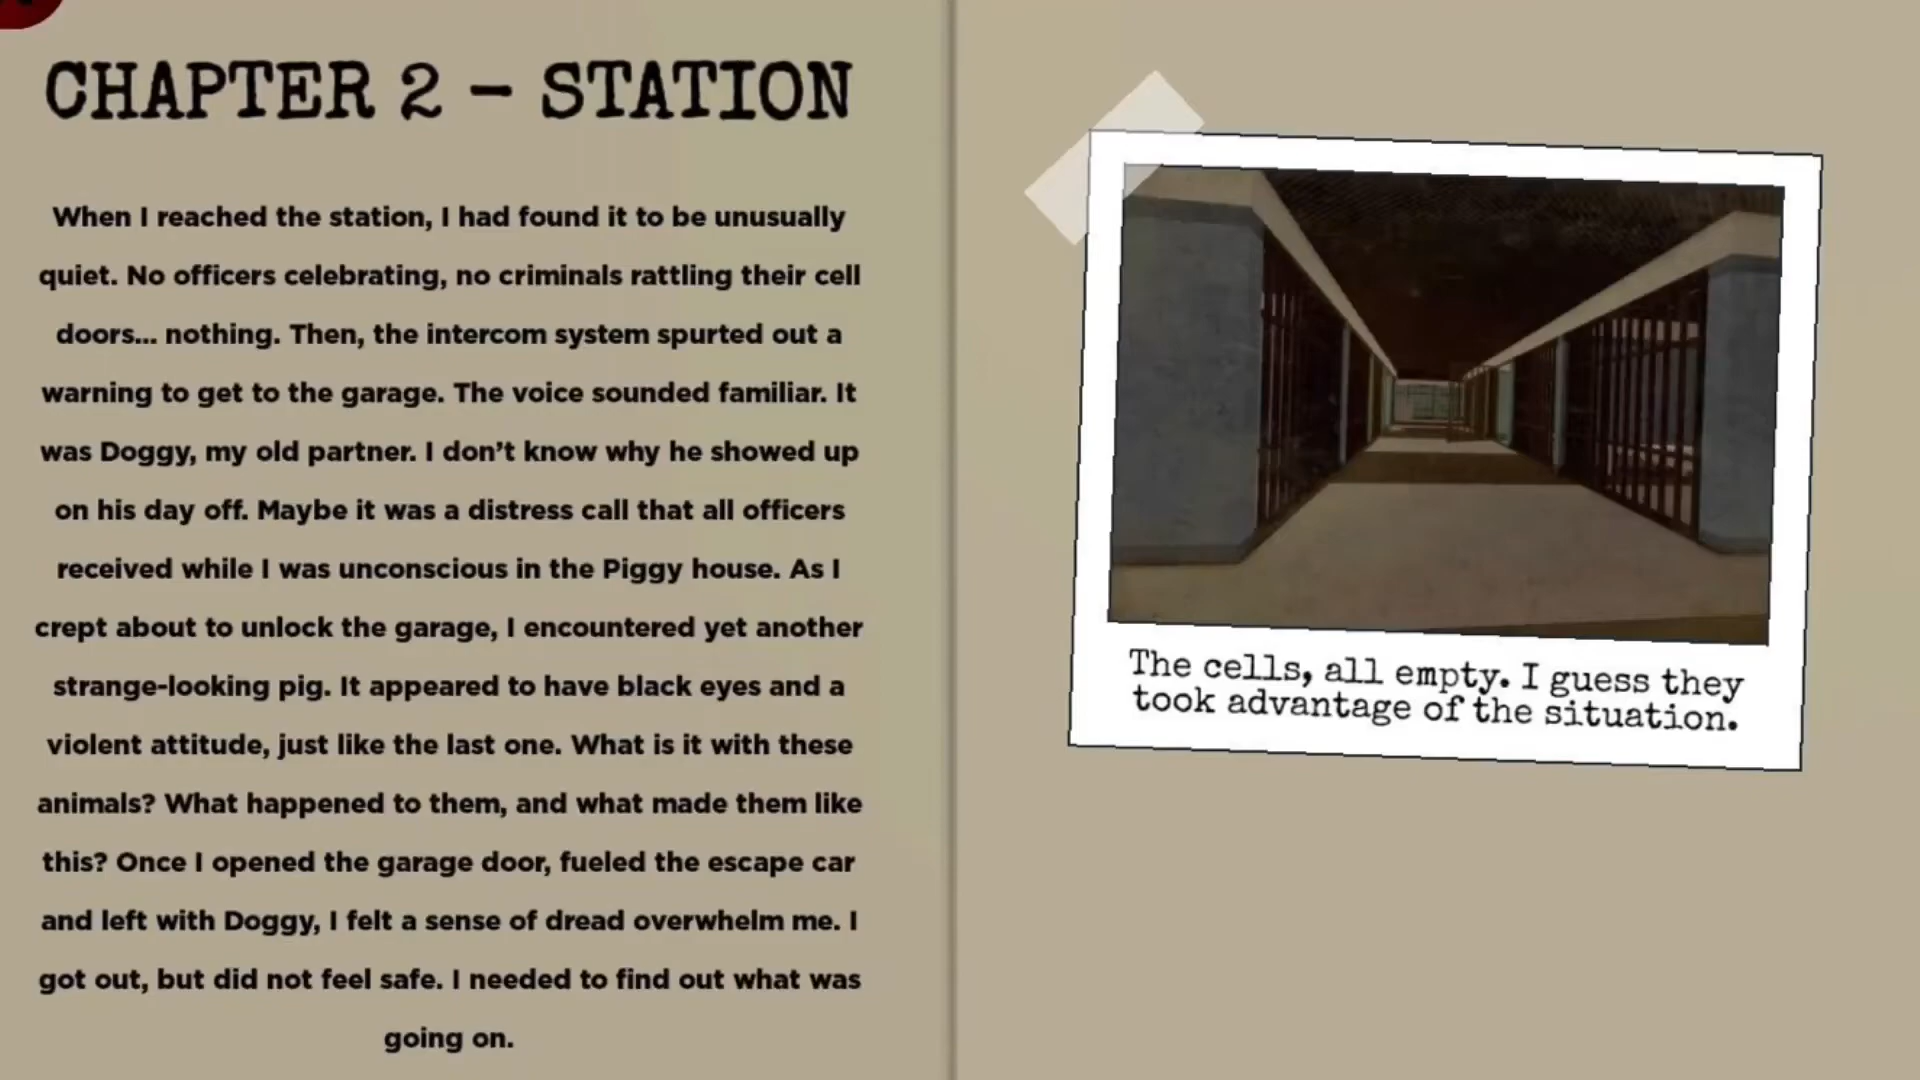 CHAPTER 2 - STATION
When I reached the station, I had found it to be unusually
quiet. No officers celebrating, no criminals rattling their cell
doors... nothing. Then, the intercom system spurted out a
warning to get to the garage. The voice sounded familiar. It
was Doggy, my old partner. I don’t know why he showed up
on his day off. Maybe it was a distress call that all officers
received while I was unconscious in the Piggy house. As I
crept about to unlock the garage, I encountered yet another
strange-looking pig. It appeared to have black eyes and a
violent attitude, just like the last one. What is it with these
animals? What happened to them, and what made them like
this? Once I opened the garage door, fueled the escape car
and left with Doggy, I felt a sense of dread overwhelm me. I
got out, but did not feel safe. I needed to find out what was
going on.
The cells, all empty. I guess they
took advantage of the situation.